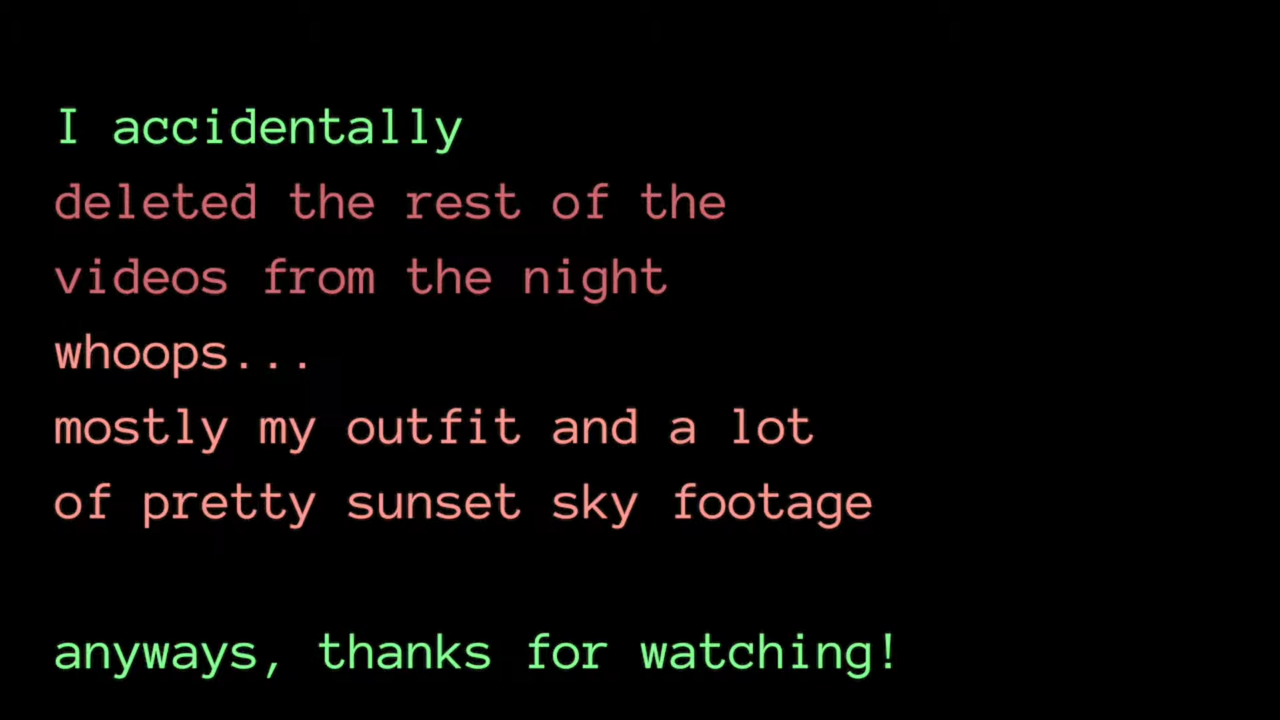 I accidentally
deleted the rest of the
videos from the night
whoops...
mostly my outfit and a lot
of pretty sunset sky footage
anyways, thanks for watching!